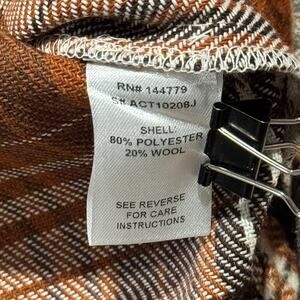 RN# 144779
S# ACT10208J
SHELL:
80% POLYESTER
20% WOOL
SEE REVERSE
FOR CARE
INSTRUCTIONS